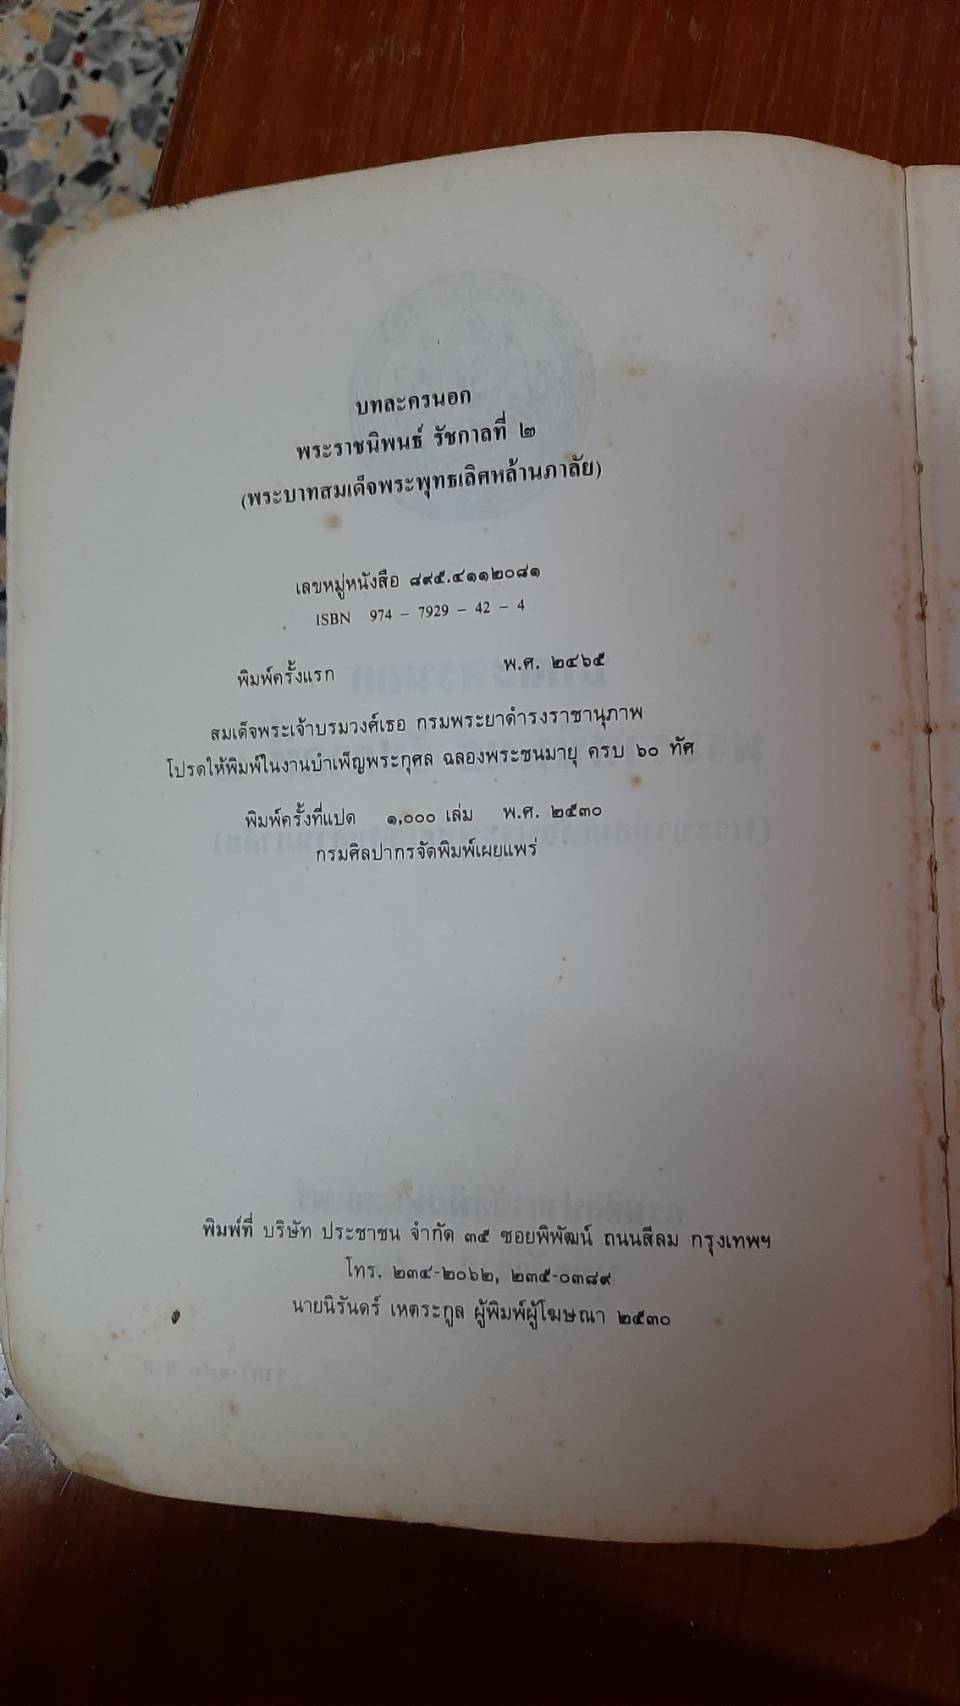 บทละครนอก
พระราชนิพนธ์ รัชกาลที่ ๒
(พระบาทสมเด็จพระพุทธเลิศหล้านภาลัย)
เลขหมู่หนังสือ ๘๙๕.๔๑๑๒๐๘๑
ISBN 974 – 7929 – 42 – 4
พิมพ์ครั้งแรก พ.ศ. ๒๔๖๕
สมเด็จพระเจ้าบรมวงศ์เธอ กรมพระยาดำรงราชานุภาพ
โปรดให้พิมพ์ในงานบำเพ็ญพระกุศล ฉลองพระชนมายุ ครบ ๖๐ ทัศ
พิมพ์ครั้งที่แปด ๑,๐๐๐ เล่ม พ.ศ. ๒๕๓๐
กรมศิลปากรจัดพิมพ์เผยแพร่
พิมพ์ที่ บริษัท ประชาชน จำกัด ๓๕ ซอยพิพัฒน์ ถนนสีลม กรุงเทพฯ
โทร. ๒๓๔-๒๐๖๒, ๒๓๕-๐๓๘๙
นายนิรันดร์ เหตระกูล ผู้พิมพ์ผู้โฆษณา ๒๕๓๐